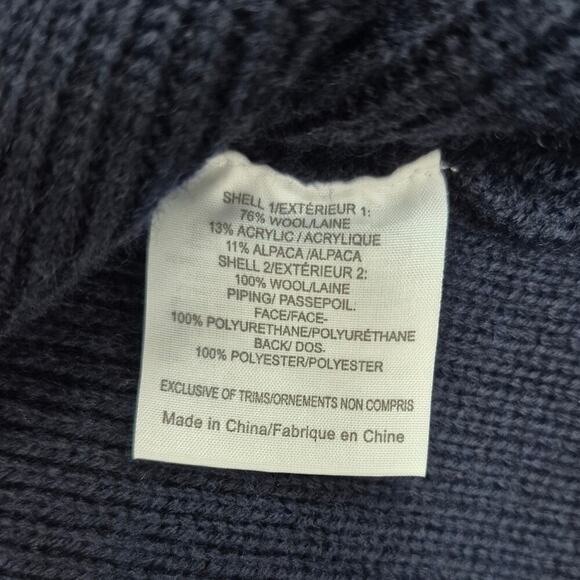 SHELL 1/EXTÉRIEUR 1:
76% WOOL/LAINE
13% ACRYLIC / ACRYLIQUE
11% ALPACA /ALPACA
SHELL 2/EXTÉRIEUR 2:
100% WOOL/LAINE
PIPING/ PASSEPOIL.
FACE/FACE-
100% POLYURETHANE/POLYURÉTHANE
BACK/ DOS-
100% POLYESTER/POLYESTER
EXCLUSIVE OF TRIMS/ORNEMENTS NON COMPRIS
Made in China/Fabrique en Chine